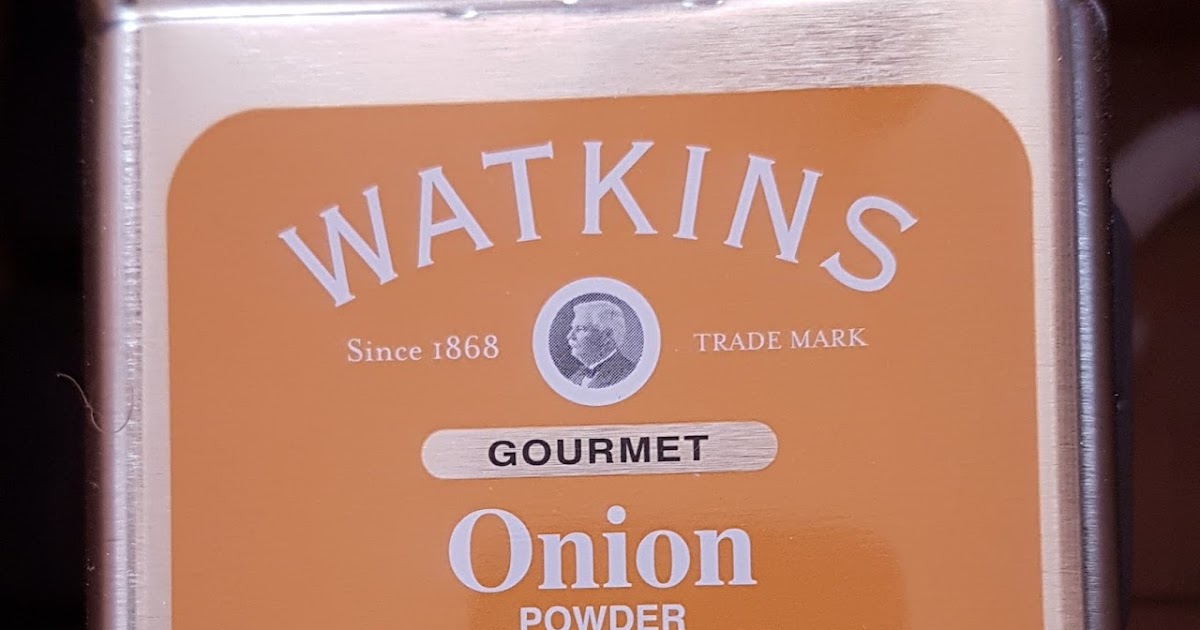 WATKINS
Since 1868 TRADE MARK
GOURMET
Onion
POWDER